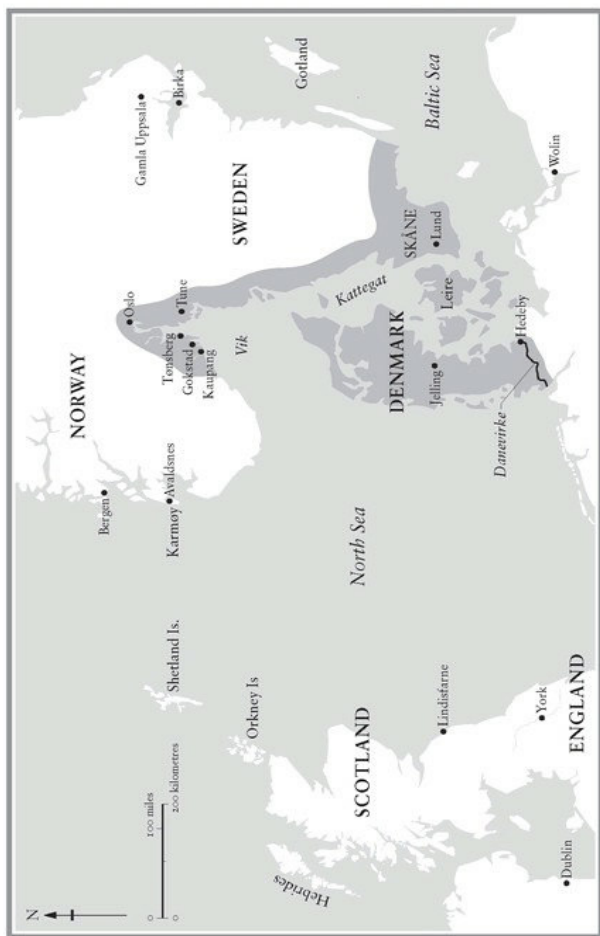 N
0
100 miles
0
200 kilometres
Shetland Is.
Orkney Is
Hebrides
SCOTLAND
Lindisfarne
York
ENGLAND
Dublin
North Sea
NORWAY
Bergen
Karmøy
Avaldsnes
Oslo
Tønsberg
Tune
Gokstad
Kaupang
Vik
SWEDEN
Gamla Uppsala
Birka
Gotland
Baltic Sea
Kattegat
SKÅNE
Lund
DENMARK
Leire
Jelling
Hedeby
Danevirke
Wolin